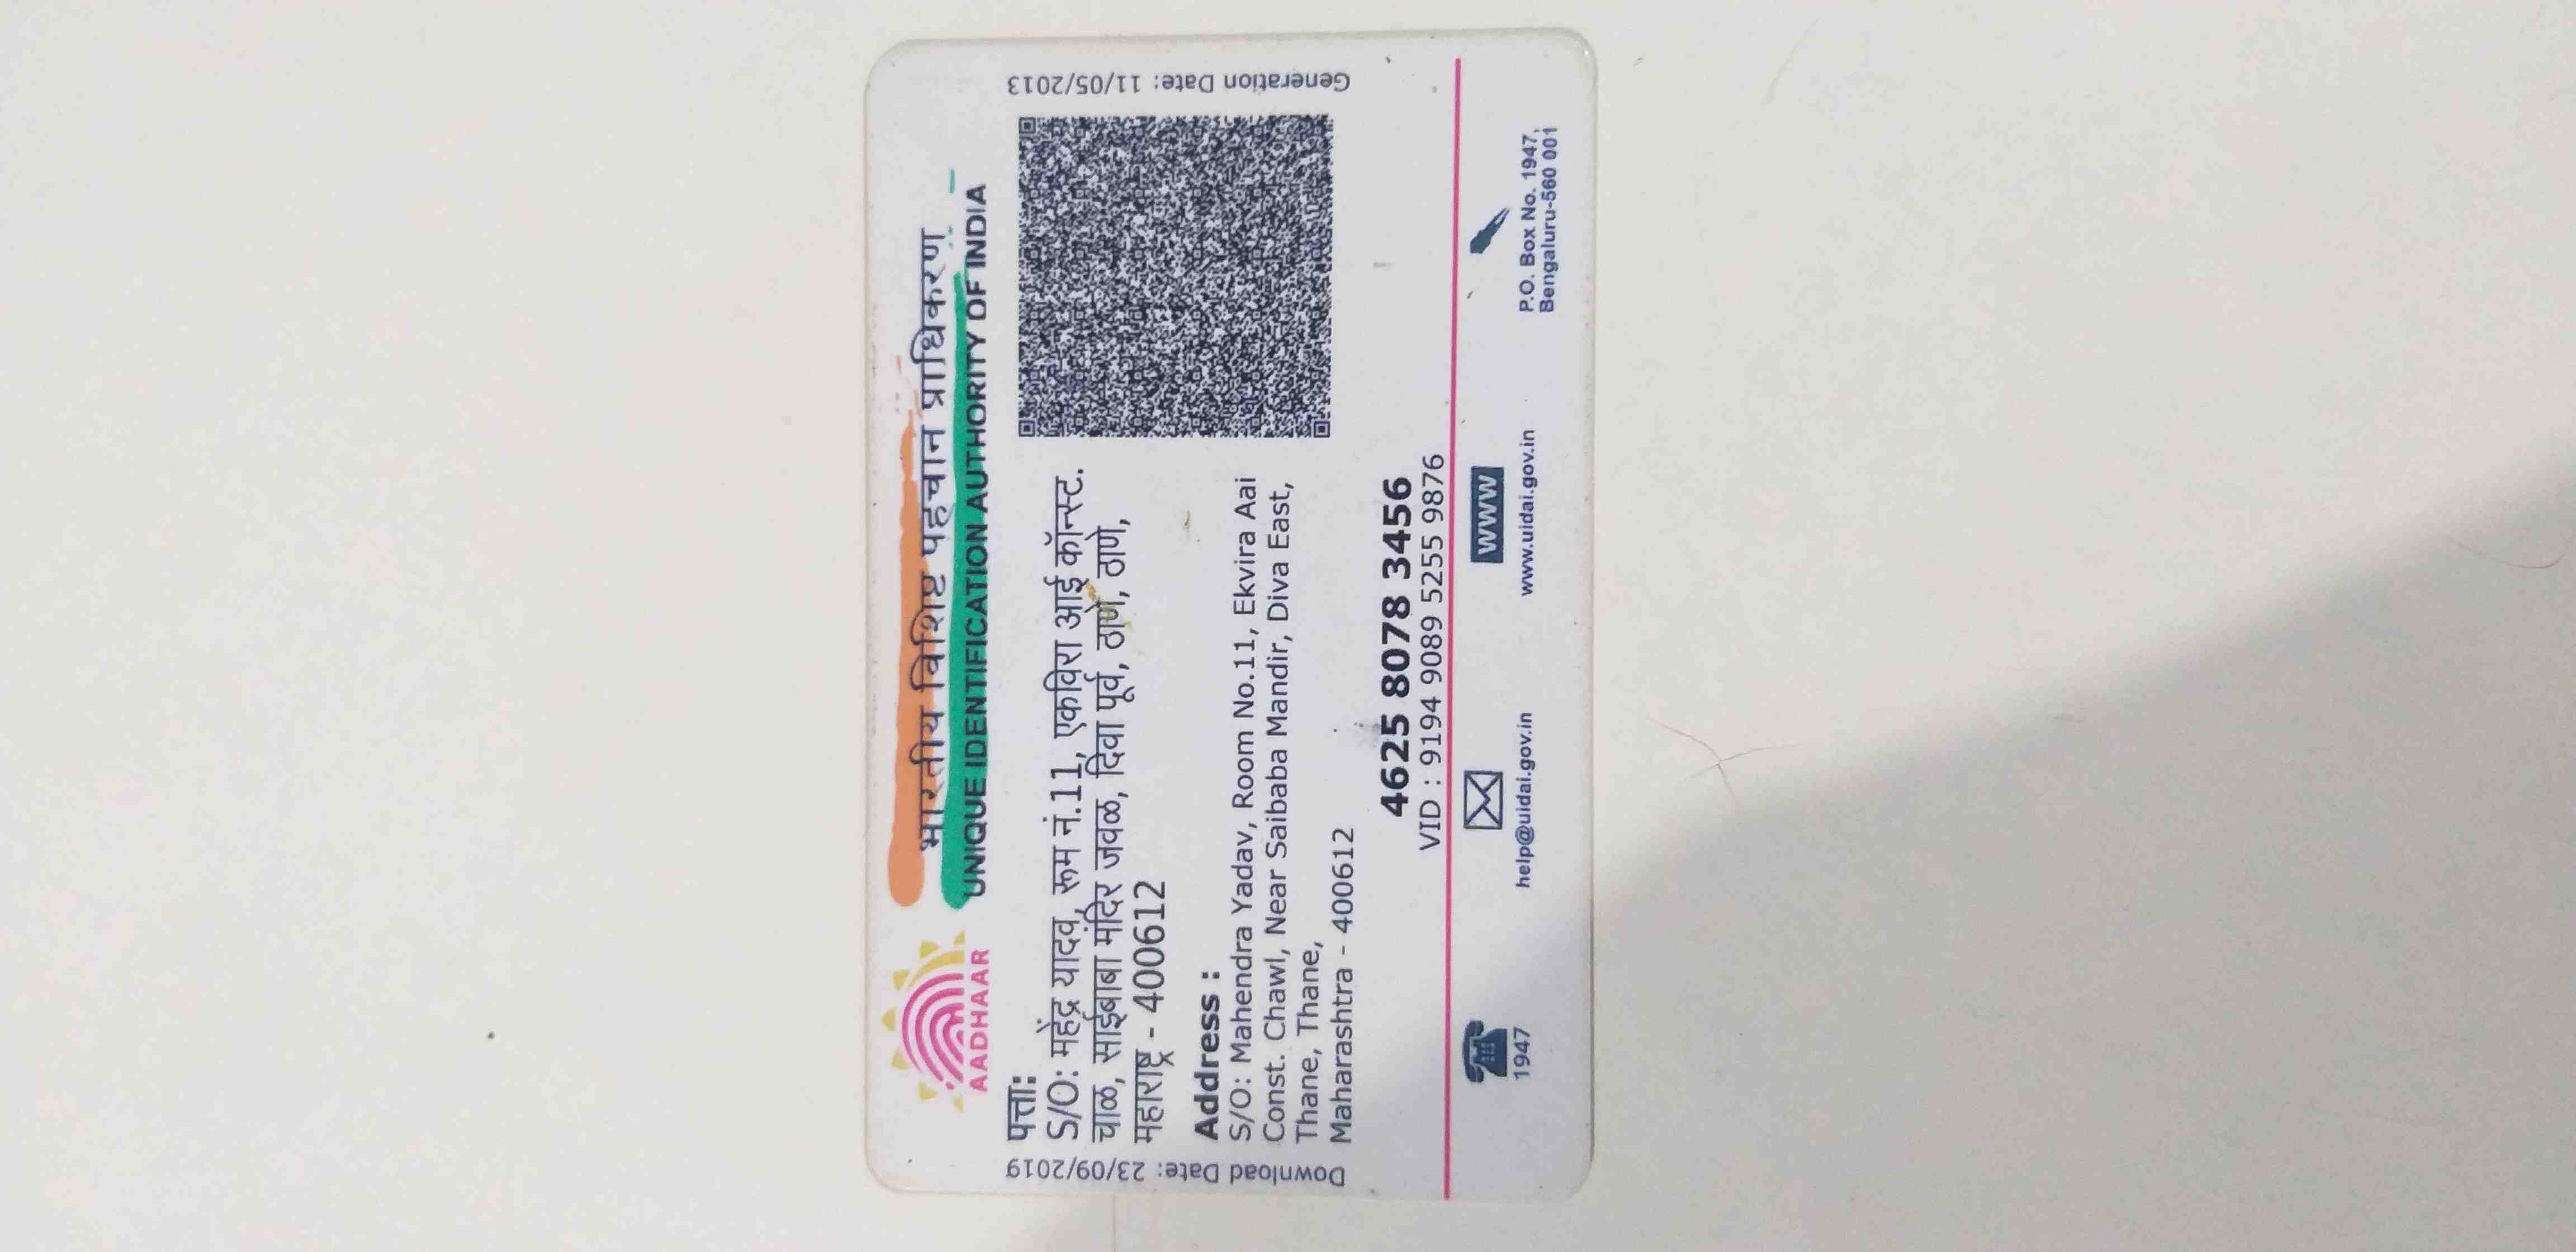 भारतीय विशिष्ट पहचान प्राधिकरण
UNIQUE IDENTIFICATION AUTHORITY OF INDIA
AADHAAR
Download Date: 23/09/2019
Generation Date: 11/05/2013
पत्ता:
S/O: महेंद्र यादव, रूम नं.11, एकविरा आई कॉन्स्ट.
चाळ, साईबाबा मंदिर जवळ, दिवा पूर्व, ठाणे, ठाणे,
महाराष्ट्र - 400612
Address :
S/O: Mahendra Yadav, Room No.11, Ekvira Aai
Const. Chawl, Near Saibaba Mandir, Diva East,
Thane, Thane,
Maharashtra - 400612
4625 8078 3456
VID : 9194 9089 5255 9876
1947
help@uidai.gov.in
WWW
www.uidai.gov.in
P.O. Box No. 1947,
Bengaluru-560 001